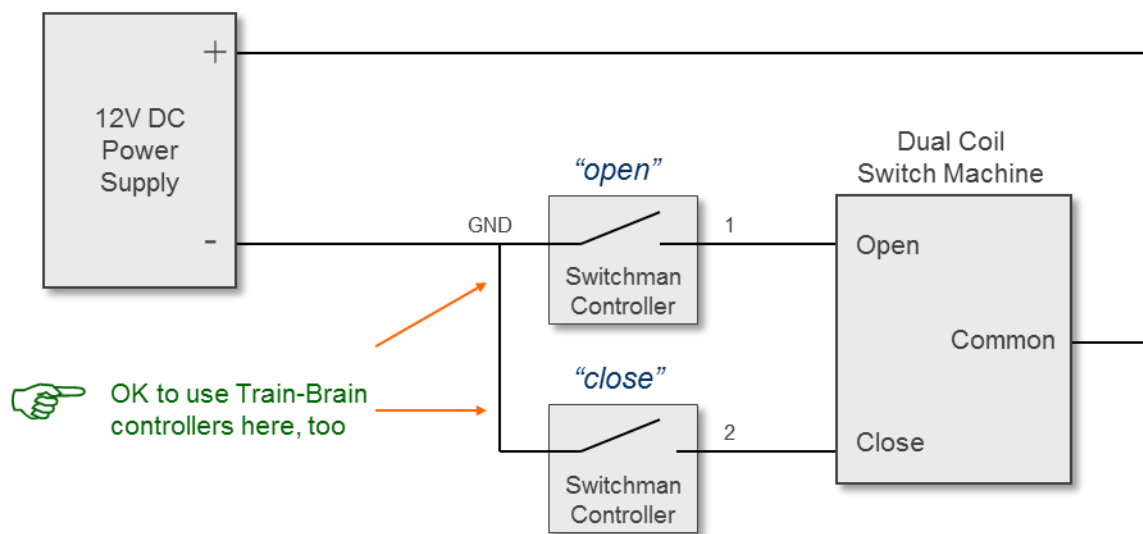 +
12V DC
Power
Supply
-
GND
“open”
Switchman
Controller
1
Dual Coil
Switch Machine
Open
Common
Close
“close”
Switchman
Controller
2
OK to use Train-Brain
controllers here, too